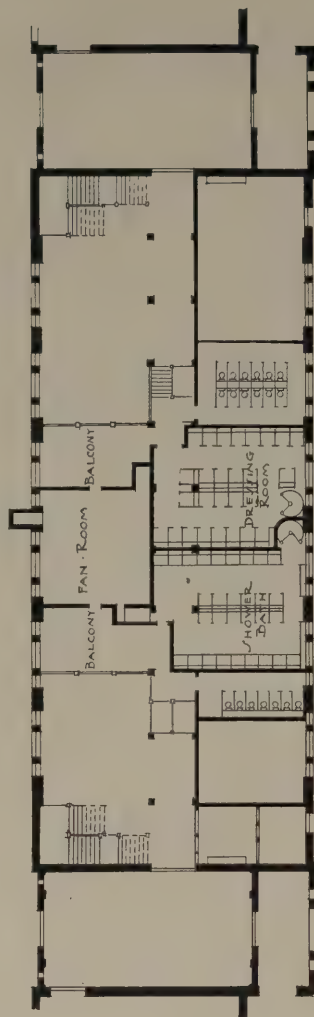 BALCONY
FAN-ROOM
BALCONY
DRESSING
ROOM
SHOWER
BATH